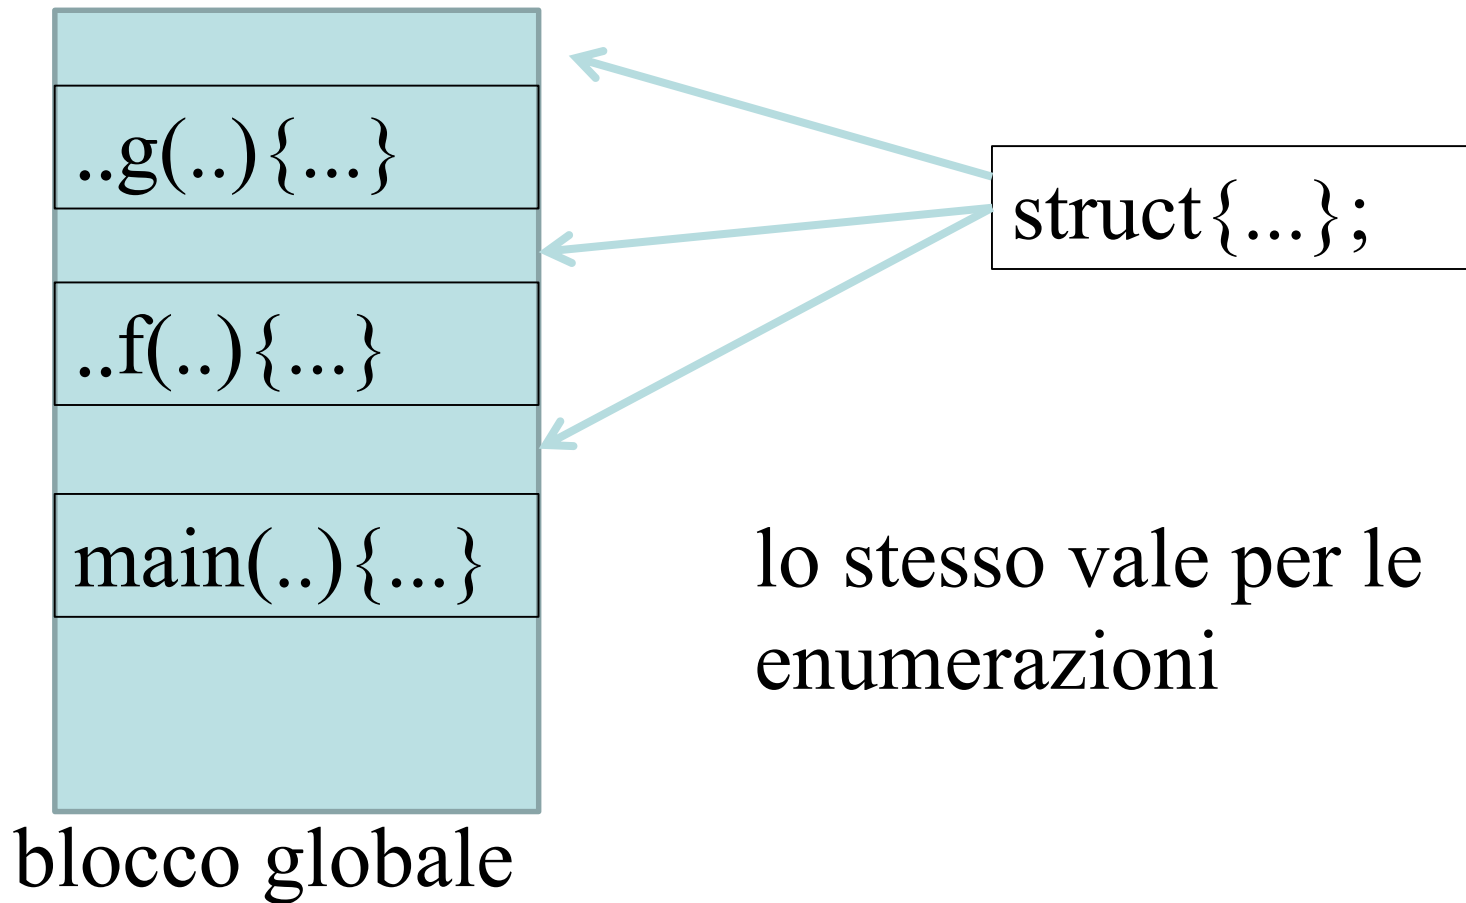 ..g(..){...}
struct{...};
..f(..){...}
main(..){...}
lo stesso vale per le
enumerazioni
blocco globale